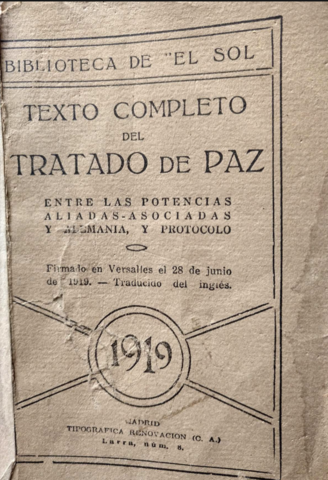 BIBLIOTECA DE "EL SOL
TEXTO COMPLETO
DEL
TRATADO DE PAZ
ENTRE LAS POTENCIAS
ALIADAS-ASOCIADAS
Y ALEMANIA, Y PROTOCOLO
Firmado en Versalles el 28 de junio
de 1919. — Traducido del inglés.
1919
MADRID
TIPOGRAFICA RENOVACION (C. A.)
Larra, núm. 8.